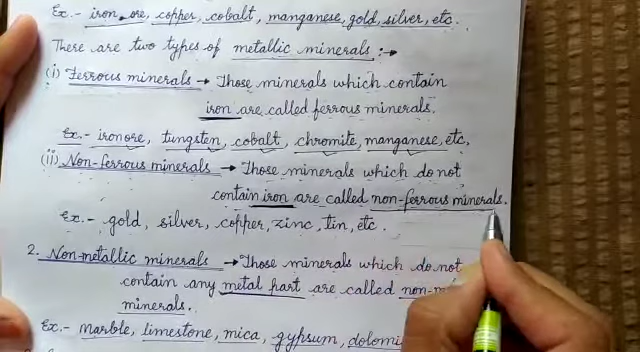 Ex.- iron ore, copper, cobalt, manganese, gold, silver, etc.
There are two types of metallic minerals :→
(i) Ferrous minerals → Those minerals which contain
iron are called ferrous minerals.
Ex.- iron ore, tungsten, cobalt, chromite, manganese, etc,
(ii) Non-ferrous minerals → Those minerals which do not
contain iron are called non-ferrous minerals.
Ex.- gold, silver, copper, zinc, tin, etc.
2. Non-metallic minerals → Those minerals which do not
contain any metal part are called non-
minerals.
Ex.- Marble, limestone, mica, gypsum,